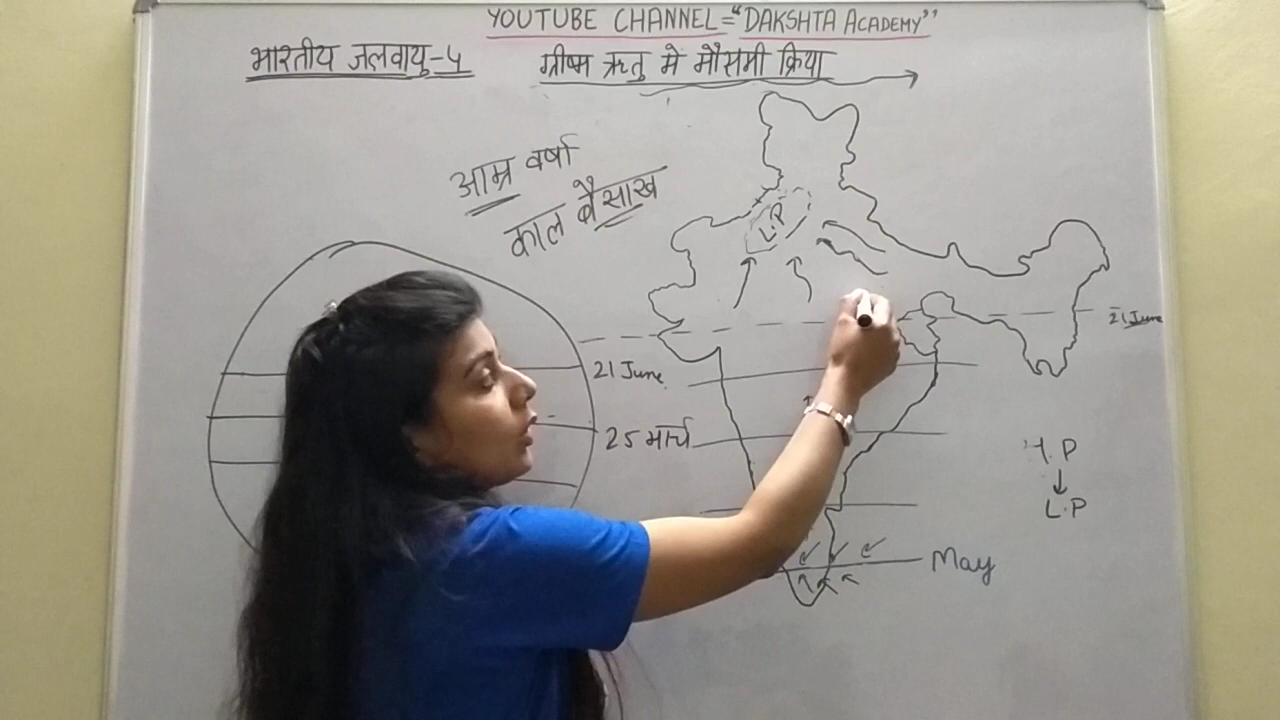 YOUTUBE CHANNEL="DAKSHTA ACADEMY"
भारतीय जलवायु-5
ग्रीष्म ऋतु मे मौसमी क्रिया
आम्र वर्षा
काल बैसाख
L.P
21 June
21 June
25 मार्च
H.P
L.P
May